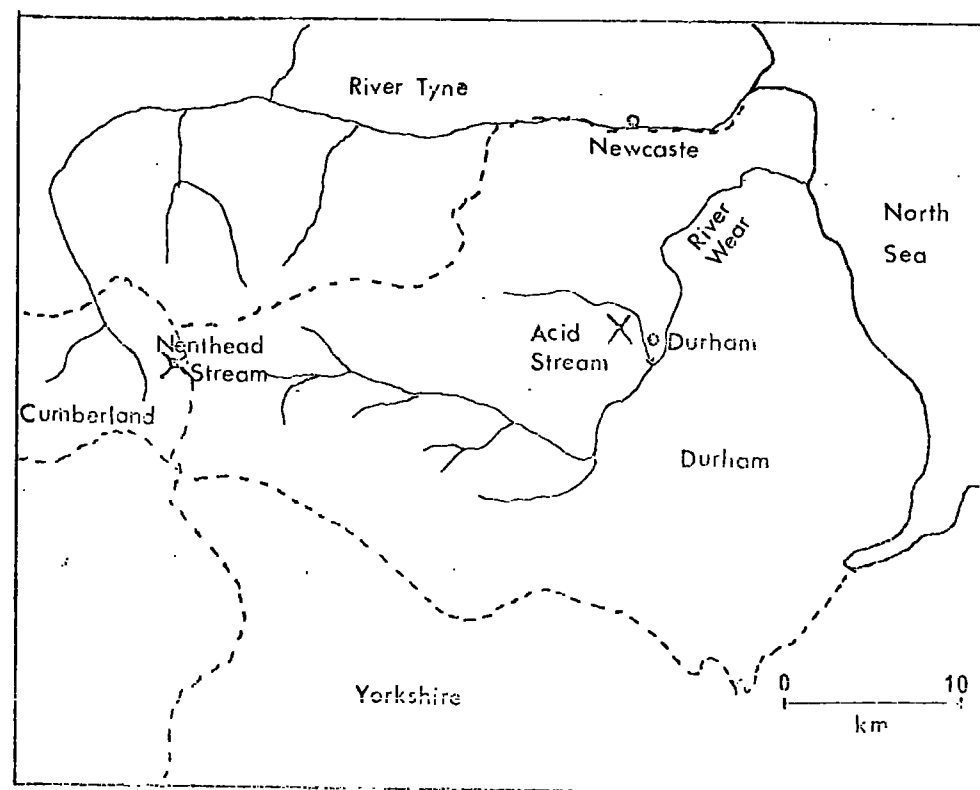 River Tyne
Newcaste
River
Wear
North
Sea
Acid
Stream
Durham
Nenthead
Stream
Cumberland
Durham
Yorkshire
0 10
km